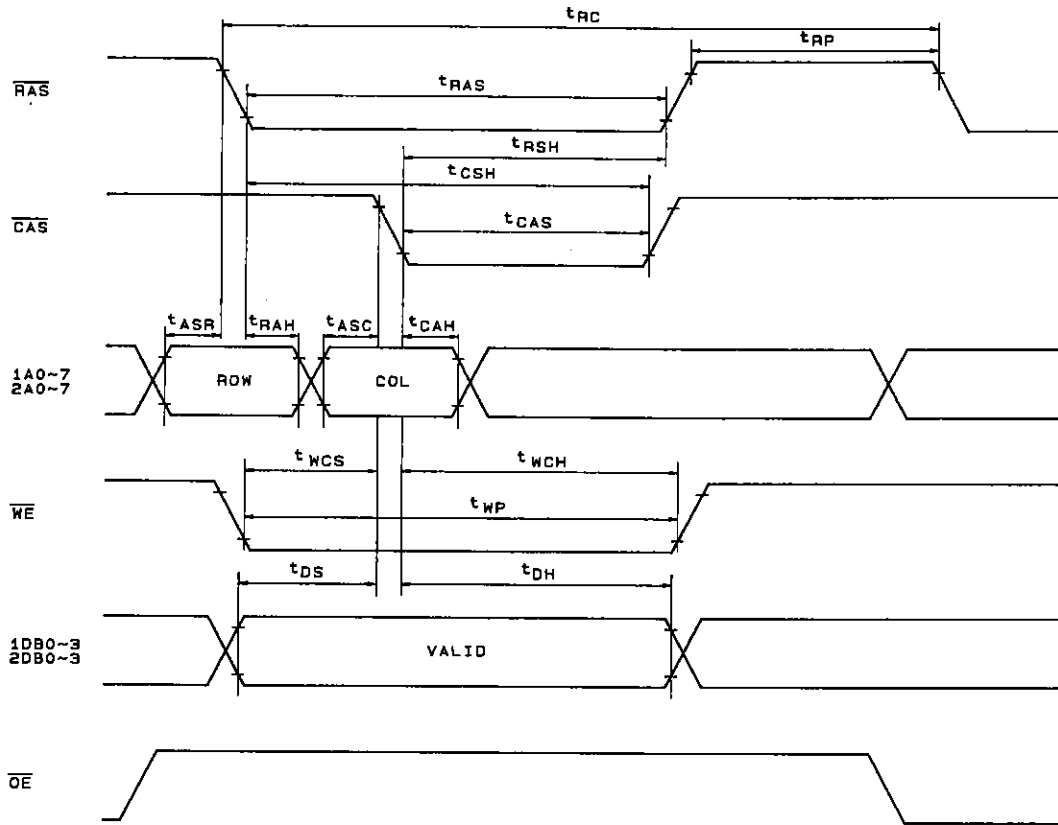 tRC
tRP
RAS
tRAS
tRSH
tCSH
CAS
tCAS
tASR
tRAH
tASC
tCAH
1A0~7
2A0~7
ROW
COL
tWCS
tWCH
WE
tWP
tDS
tDH
1DB0~3
2DB0~3
VALID
OE